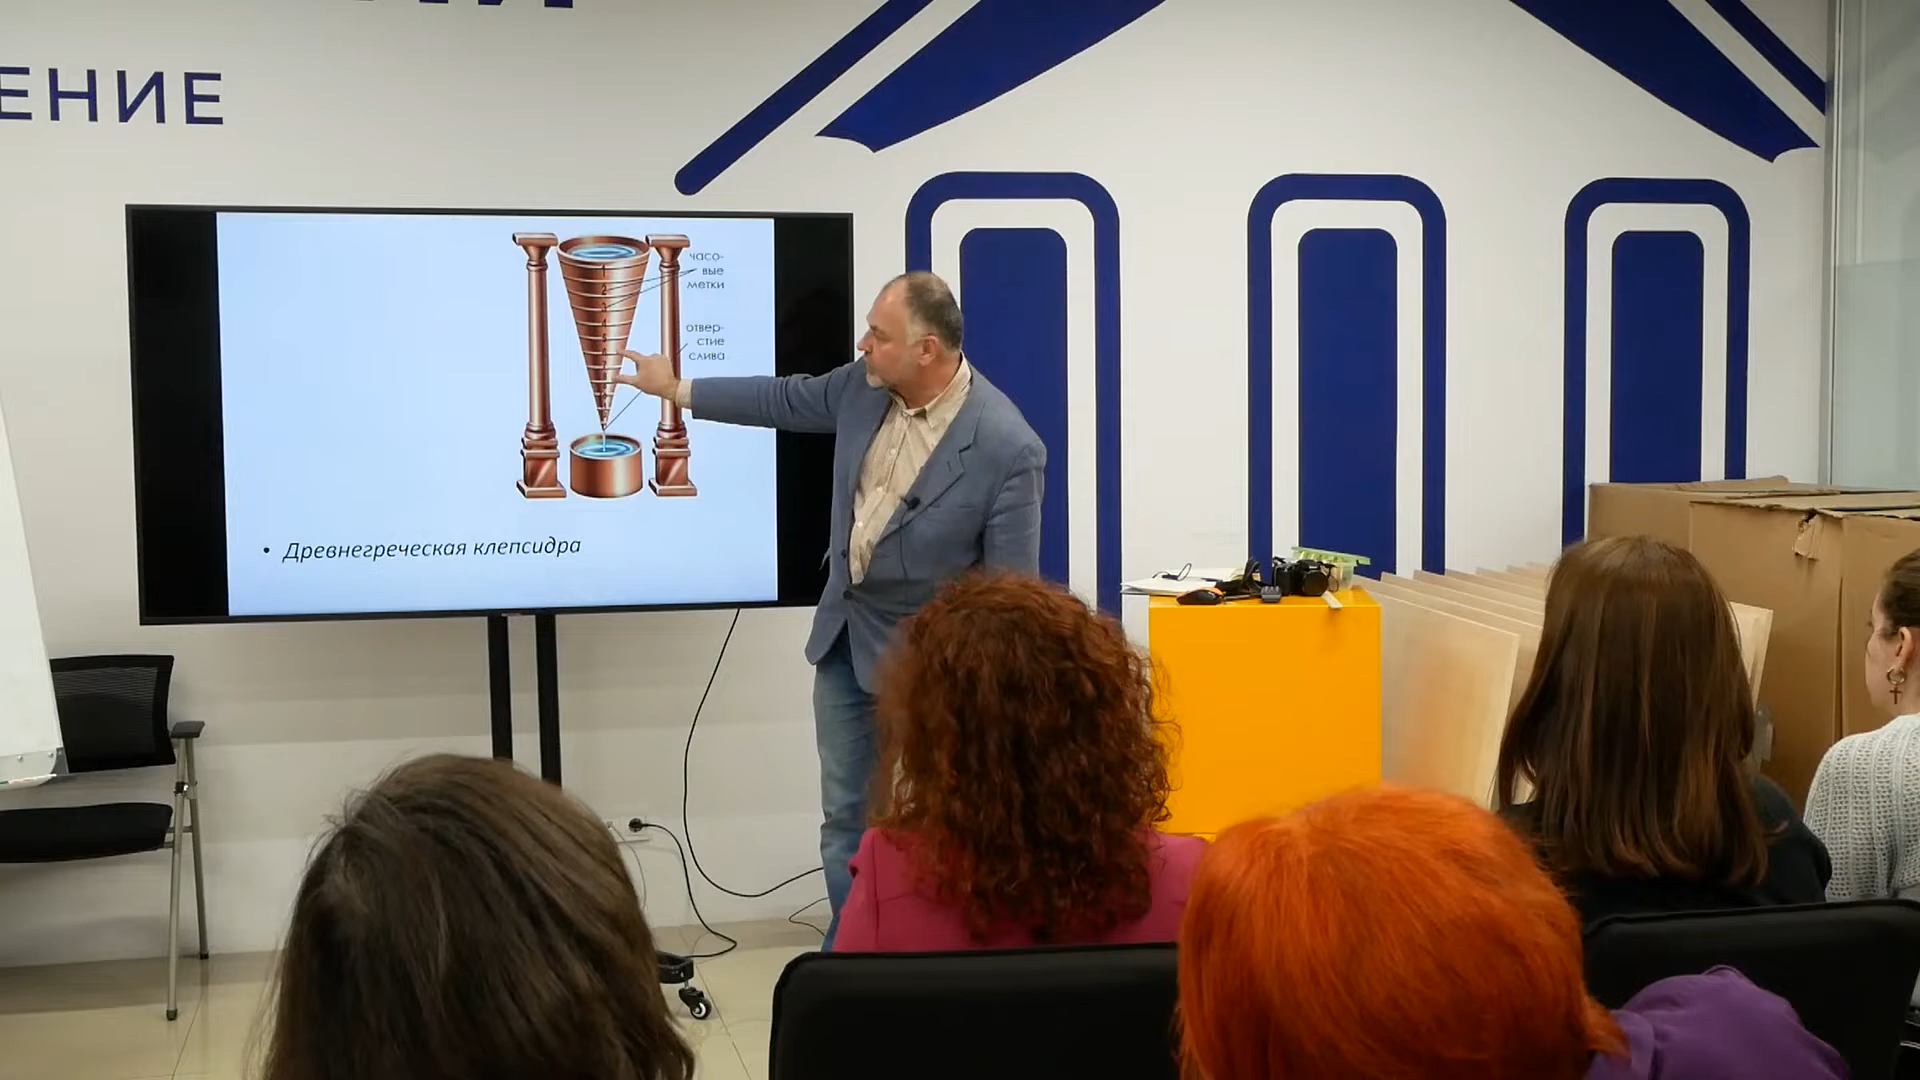 ЕНИЕ
часо-
вые
метки
отвер-
стие
слива
• Древнегреческая клепсидра